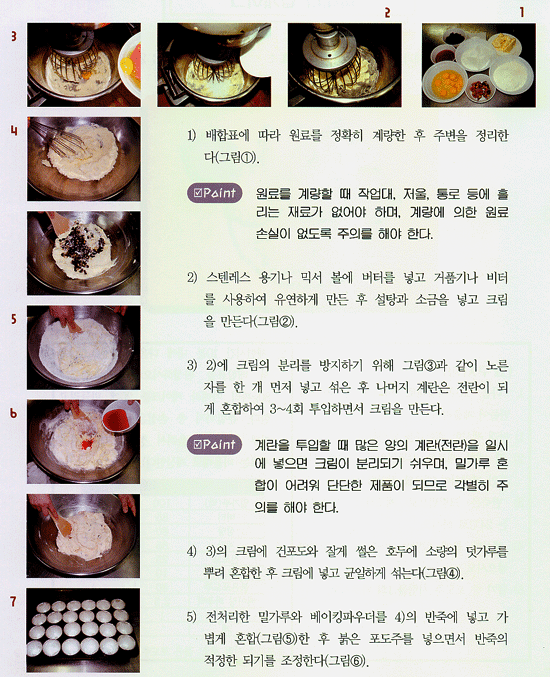 3
2
1
4
5
6
7
1) 배합표에 따라 원료를 정확히 계량한 후 주변을 정리한
다(그림①).
☑Point 원료를 계량할 때 작업대, 저울, 통로 등에 흘
리는 재료가 없어야 하며, 계량에 의한 원료
손실이 없도록 주의를 해야 한다.
2) 스텐레스 용기나 믹서 볼에 버터를 넣고 거품기나 비터
를 사용하여 유연하게 만든 후 설탕과 소금을 넣고 크림
을 만든다(그림②).
3) 2)에 크림의 분리를 방지하기 위해 그림③과 같이 노른
자를 한 개 먼저 넣고 섞은 후 나머지 계란은 전란이 되
게 혼합하여 3~4회 투입하면서 크림을 만든다.
☑Point 계란을 투입할 때 많은 양의 계란(전란)을 일시
에 넣으면 크림이 분리되기 쉬우며, 밀가루 혼
합이 어려워 단단한 제품이 되므로 각별히 주
의를 해야 한다.
4) 3)의 크림에 건포도와 잘게 썰은 호두에 소량의 덧가루를
뿌려 혼합한 후 크림에 넣고 균일하게 섞는다(그림④).
5) 전처리한 밀가루와 베이킹파우더를 4)의 반죽에 넣고 가
볍게 혼합(그림⑤)한 후 붉은 포도주를 넣으면서 반죽의
적정한 되기를 조정한다(그림⑥).